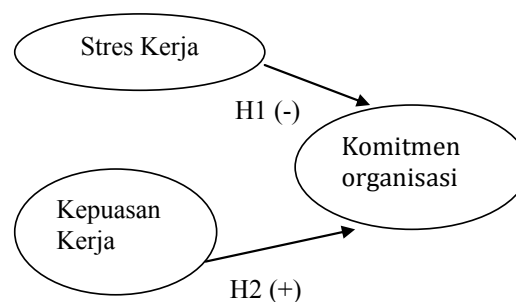 Stres Kerja
H1 (-)
Komitmen
organisasi
Kepuasan
Kerja
H2 (+)